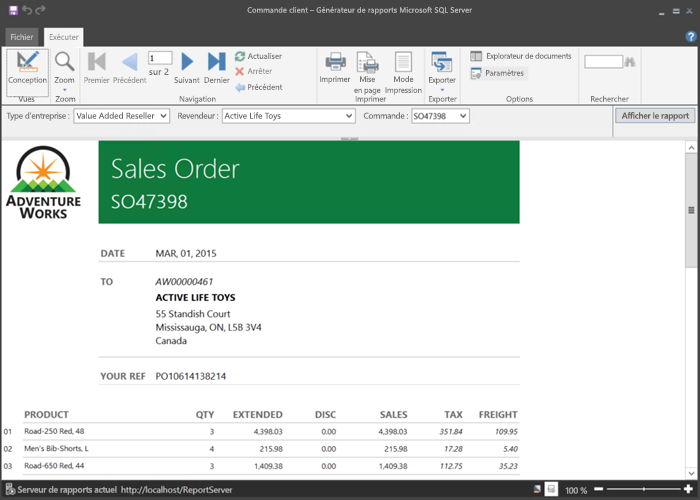 Commande client – Générateur de rapports Microsoft SQL Server
Fichier Exécuter
Conception
Vues
Zoom
Zoom
Premier Précédent 1 sur 2 Suivant Dernier
Actualiser
Arrêter
Précédent
Navigation
Imprimer Mise en page Mode Impression
Imprimer
Exporter
Exporter
Explorateur de documents
Paramètres
Options
Rechercher
Type d'entreprise : Value Added Reseller Revendeur : Active Life Toys Commande : SO47398 Afficher le rapport
ADVENTURE WORKS
Sales Order
SO47398
DATE MAR, 01, 2015
TO AW00000461
ACTIVE LIFE TOYS
55 Standish Court
Mississauga, ON, L5B 3V4
Canada
YOUR REF PO10614138214
PRODUCT QTY EXTENDED DISC SALES TAX FREIGHT
01 Road-250 Red, 48 3 4,398.03 0.00 4,398.03 351.84 109.95
02 Men's Bib-Shorts, L 4 215.98 0.00 215.98 17.28 5.40
03 Road-650 Red, 44 3 1,409.38 0.00 1,409.38 112.75 35.23
Serveur de rapports actuel http://localhost/ReportServer 100 %